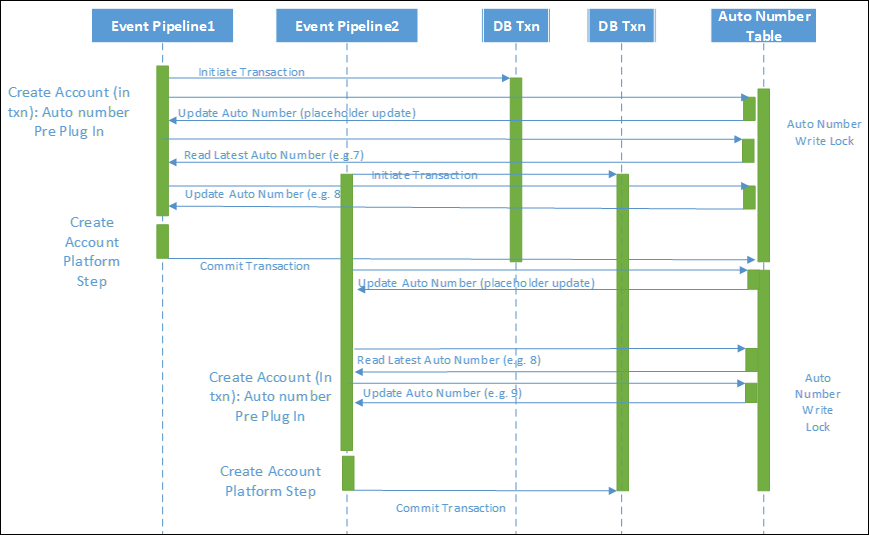 Event Pipeline1
Event Pipeline2
DB Txn
DB Txn
Auto Number
Table
Initiate Transaction
Create Account (in
txn): Auto number
Pre Plug In
Update Auto Number (placeholder update)
Auto Number
Write Lock
Read Latest Auto Number (e.g.7)
Initiate Transaction
Update Auto Number (e.g. 8
Create
Account
Platform
Step
Commit Transaction
Update Auto Number (placeholder update)
Read Latest Auto Number (e.g. 8)
Create Account (In
txn): Auto number
Pre Plug In
Update Auto Number (e.g. 9)
Auto
Number
Write
Lock
Create Account
Platform Step
Commit Transaction